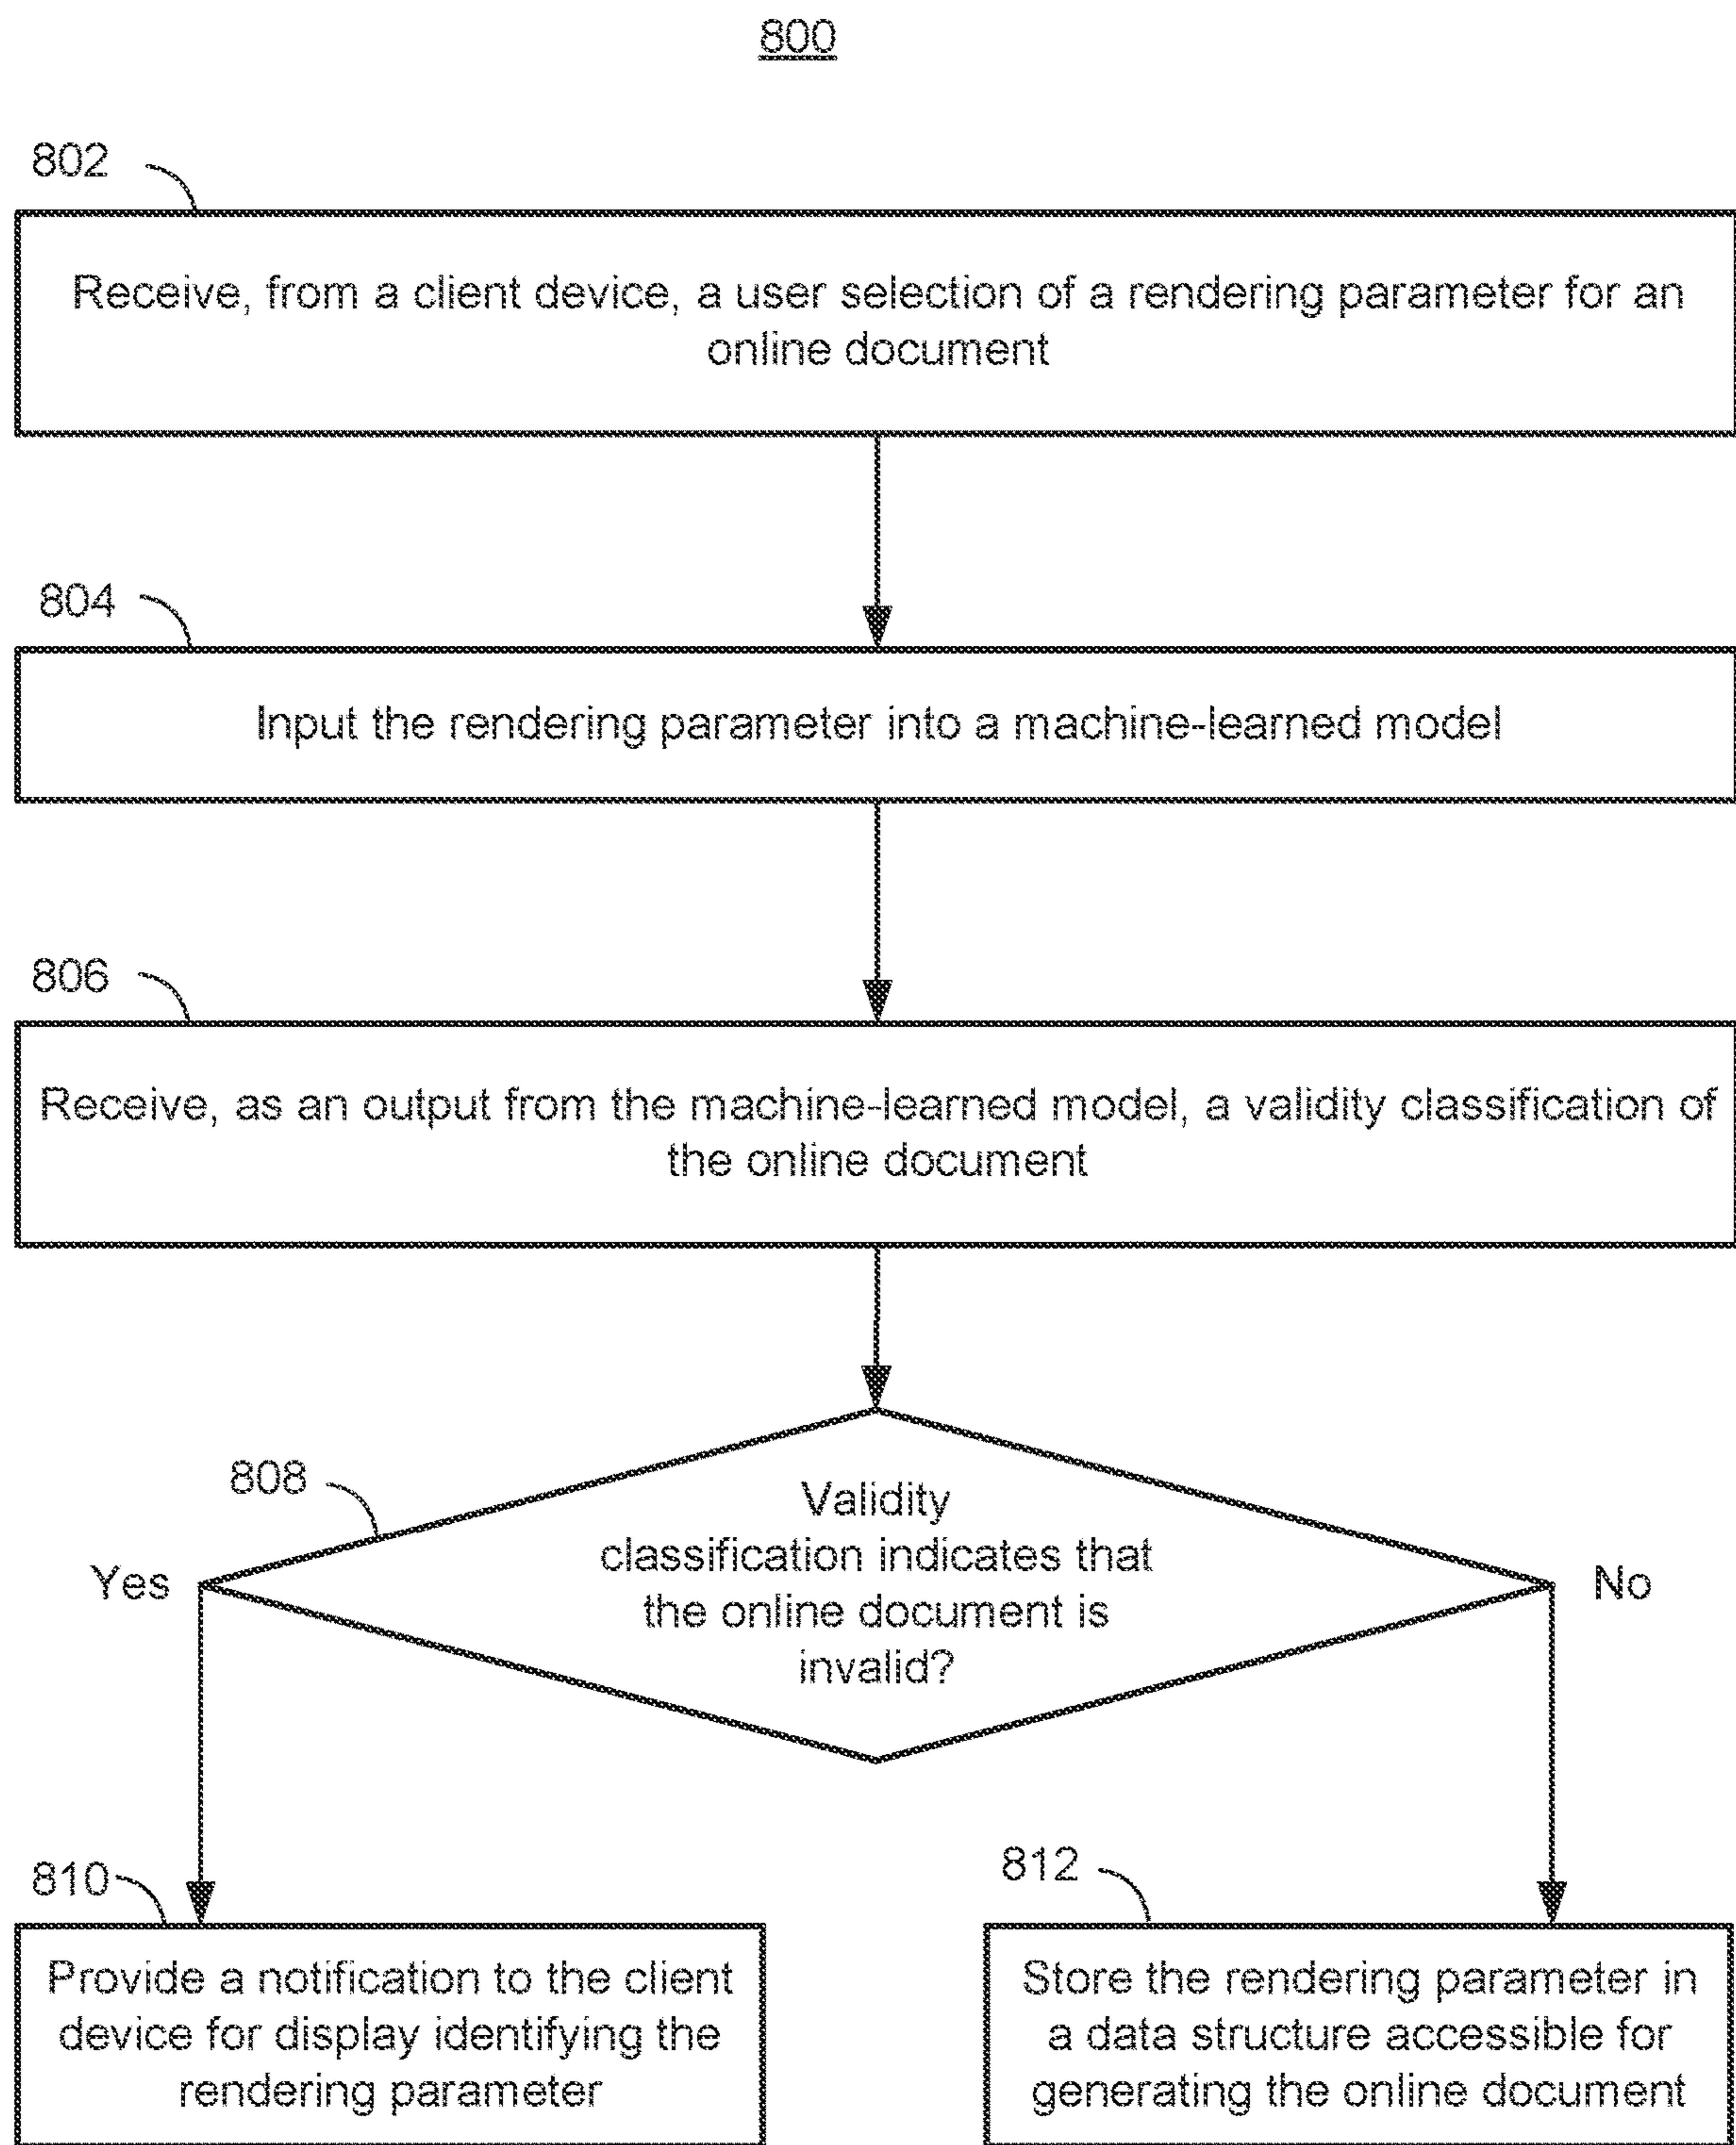 800
802
Receive, from a client device, a user selection of a rendering parameter for an
online document
804
Input the rendering parameter into a machine-learned model
806
Receive, as an output from the machine-learned model, a validity classification of
the online document
808
Validity
classification indicates that
the online document is
invalid?
Yes
No
810
Provide a notification to the client
device for display identifying the
rendering parameter
812
Store the rendering parameter in
a data structure accessible for
generating the online document